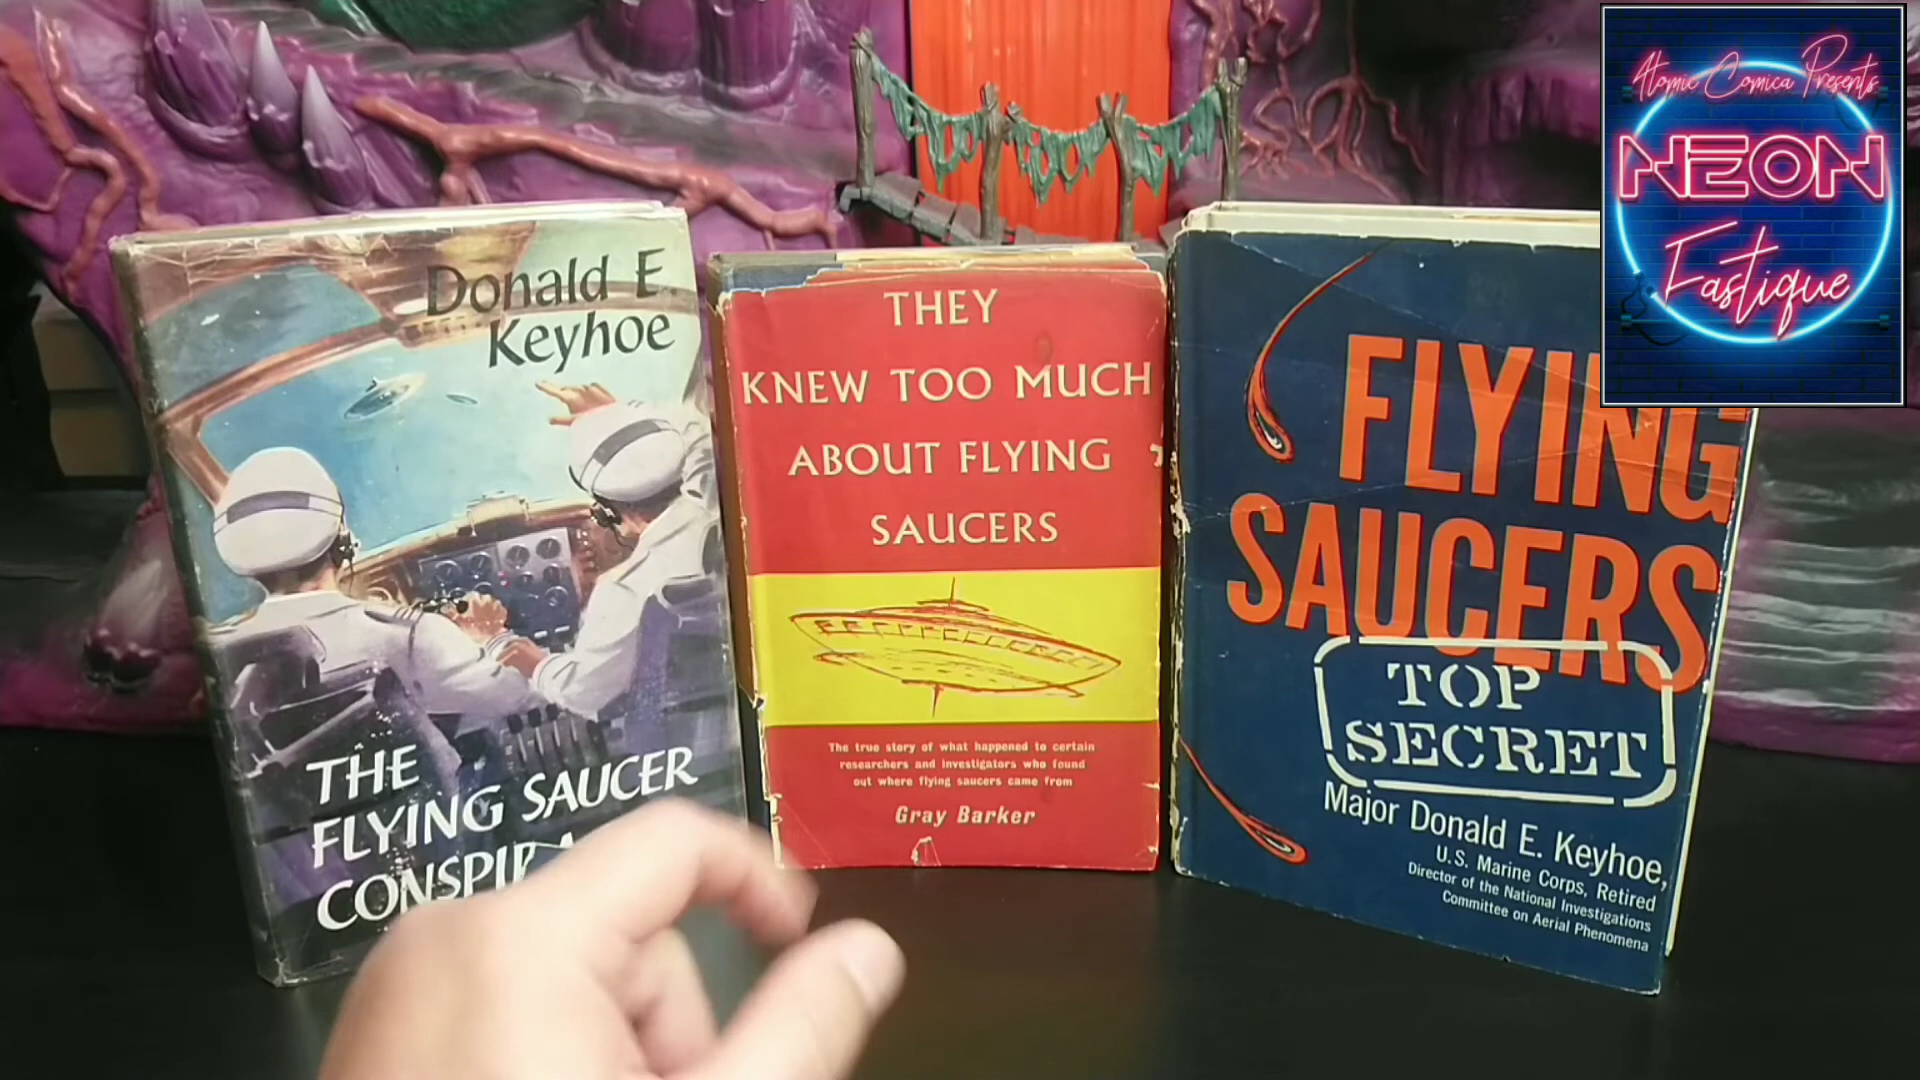 Atomic Comica Presents
NEON
Fastique
Donald E.
Keyhoe
THE
FLYING SAUCER
THEY
KNEW TOO MUCH
ABOUT FLYING
SAUCERS
The true story of what happened to certain
researchers and investigators who found
out where flying saucers came from
Gray Barker
FLYING
SAUCERS
TOP
SECRET
Major Donald E. Keyhoe,
U.S. Marine Corps, Retired
Director of the National Investigations
Committee on Aerial Phenomena